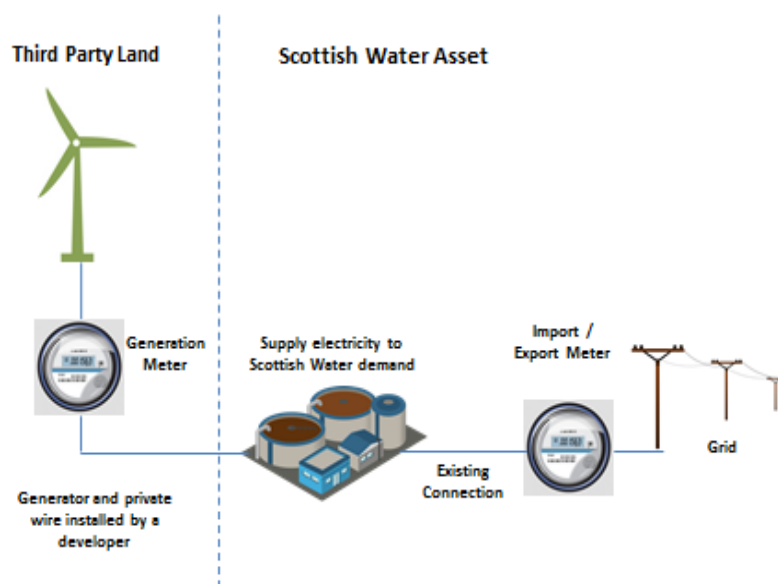 Third Party Land
Scottish Water Asset
Generation
Meter
Supply electricity to
Scottish Water demand
Import /
Export Meter
Grid
Existing
Connection
Generator and private
wire installed by a
developer